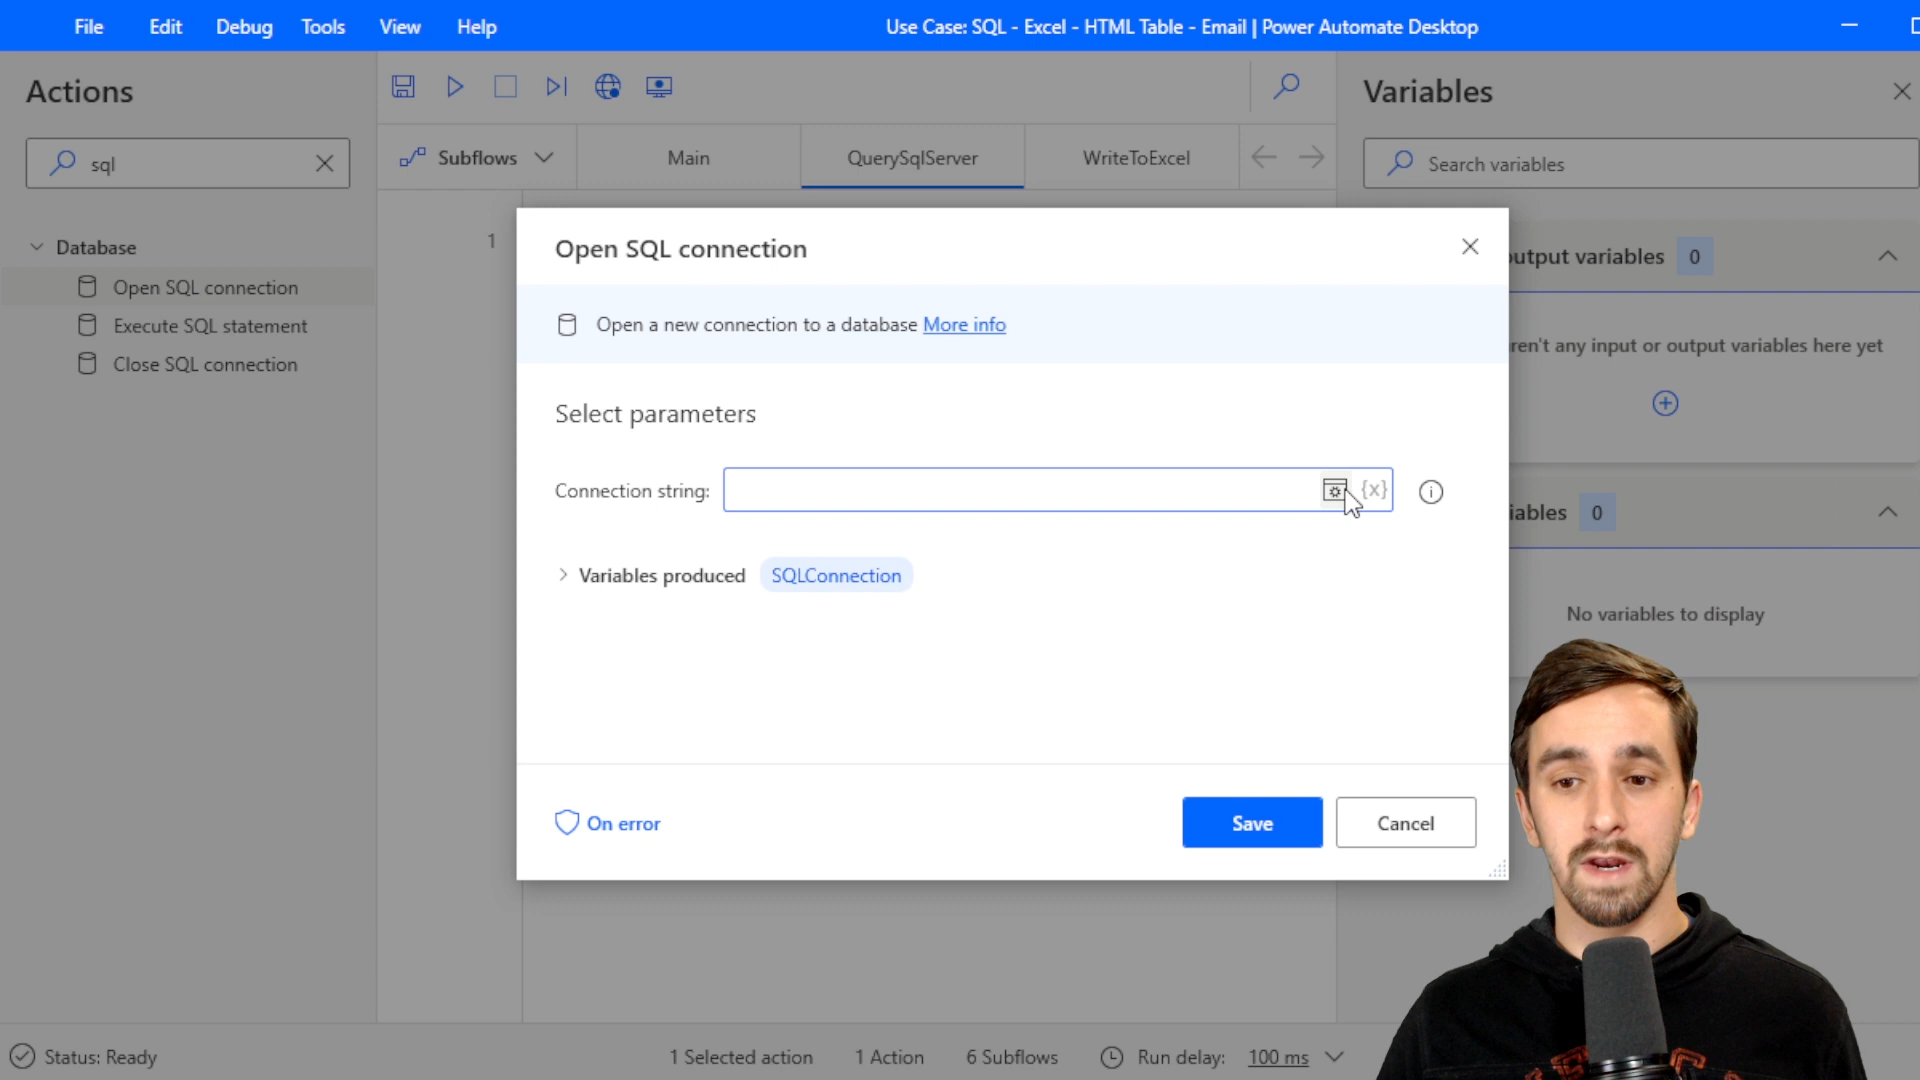 File Edit Debug Tools View Help
Use Case: SQL - Excel - HTML Table - Email | Power Automate Desktop
Actions
sql
Database
Open SQL connection
Execute SQL statement
Close SQL connection
Subflows
Main
QuerySqlServer
WriteToExcel
1
Open SQL connection
Open a new connection to a database More info
Select parameters
Connection string:
{x}
Variables produced SQLConnection
On error
Save
Cancel
Variables
Search variables
output variables 0
any input or output variables here yet
0
No variables to display
Status: Ready
1 Selected action
1 Action
6 Subflows
Run delay: 100 ms